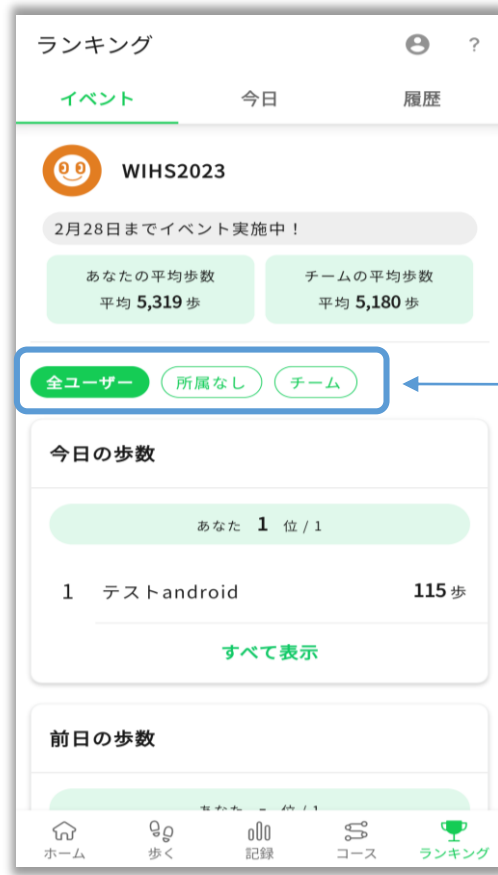 ランキング ?
イベント 今日 履歴
WIHS2023
2月28日までイベント実施中！
あなたの平均歩数 チームの平均歩数
平均 5,319 歩 平均 5,180 歩
全ユーザー 所属なし チーム
今日の歩数
あなた 1 位 / 1
1 テストandroid 115 歩
すべて表示
前日の歩数
あなた - 位 / 1
ホーム 歩く 記録 コース ランキング